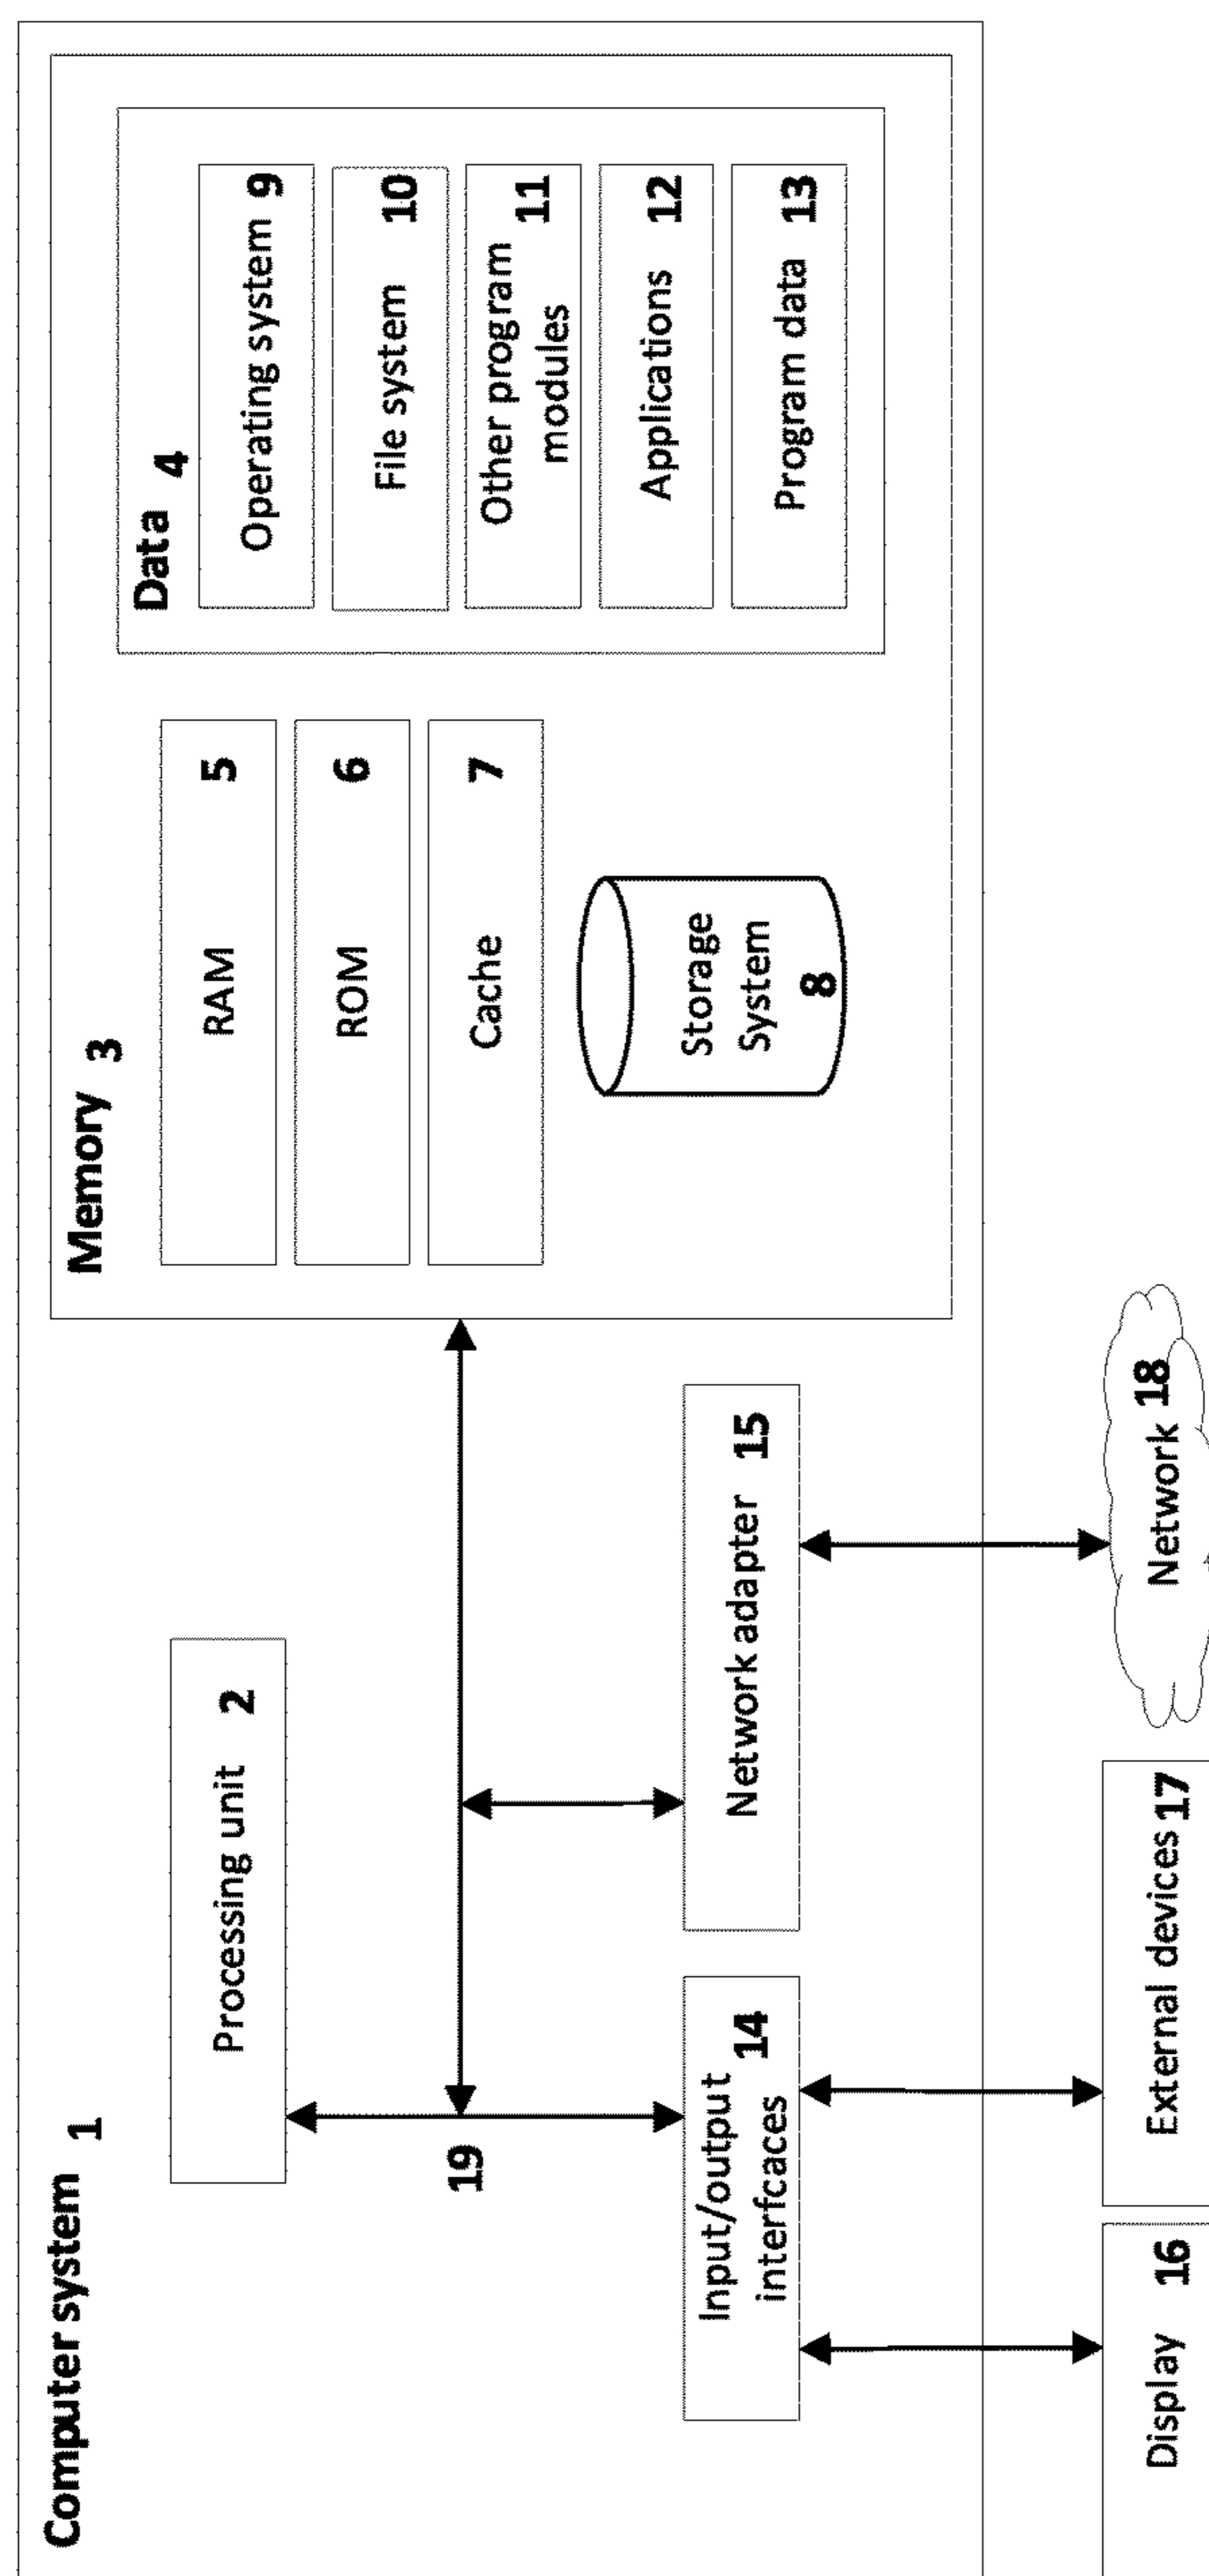 Computer system 1
Processing unit 2
19
Input/output
interfcaces 14
Network adapter 15
Memory 3
RAM 5
ROM 6
Cache 7
Storage
System
8
Data 4
Operating system 9
File system 10
Other program
modules 11
Applications 12
Program data 13
Display 16
External devices 17
Network 18